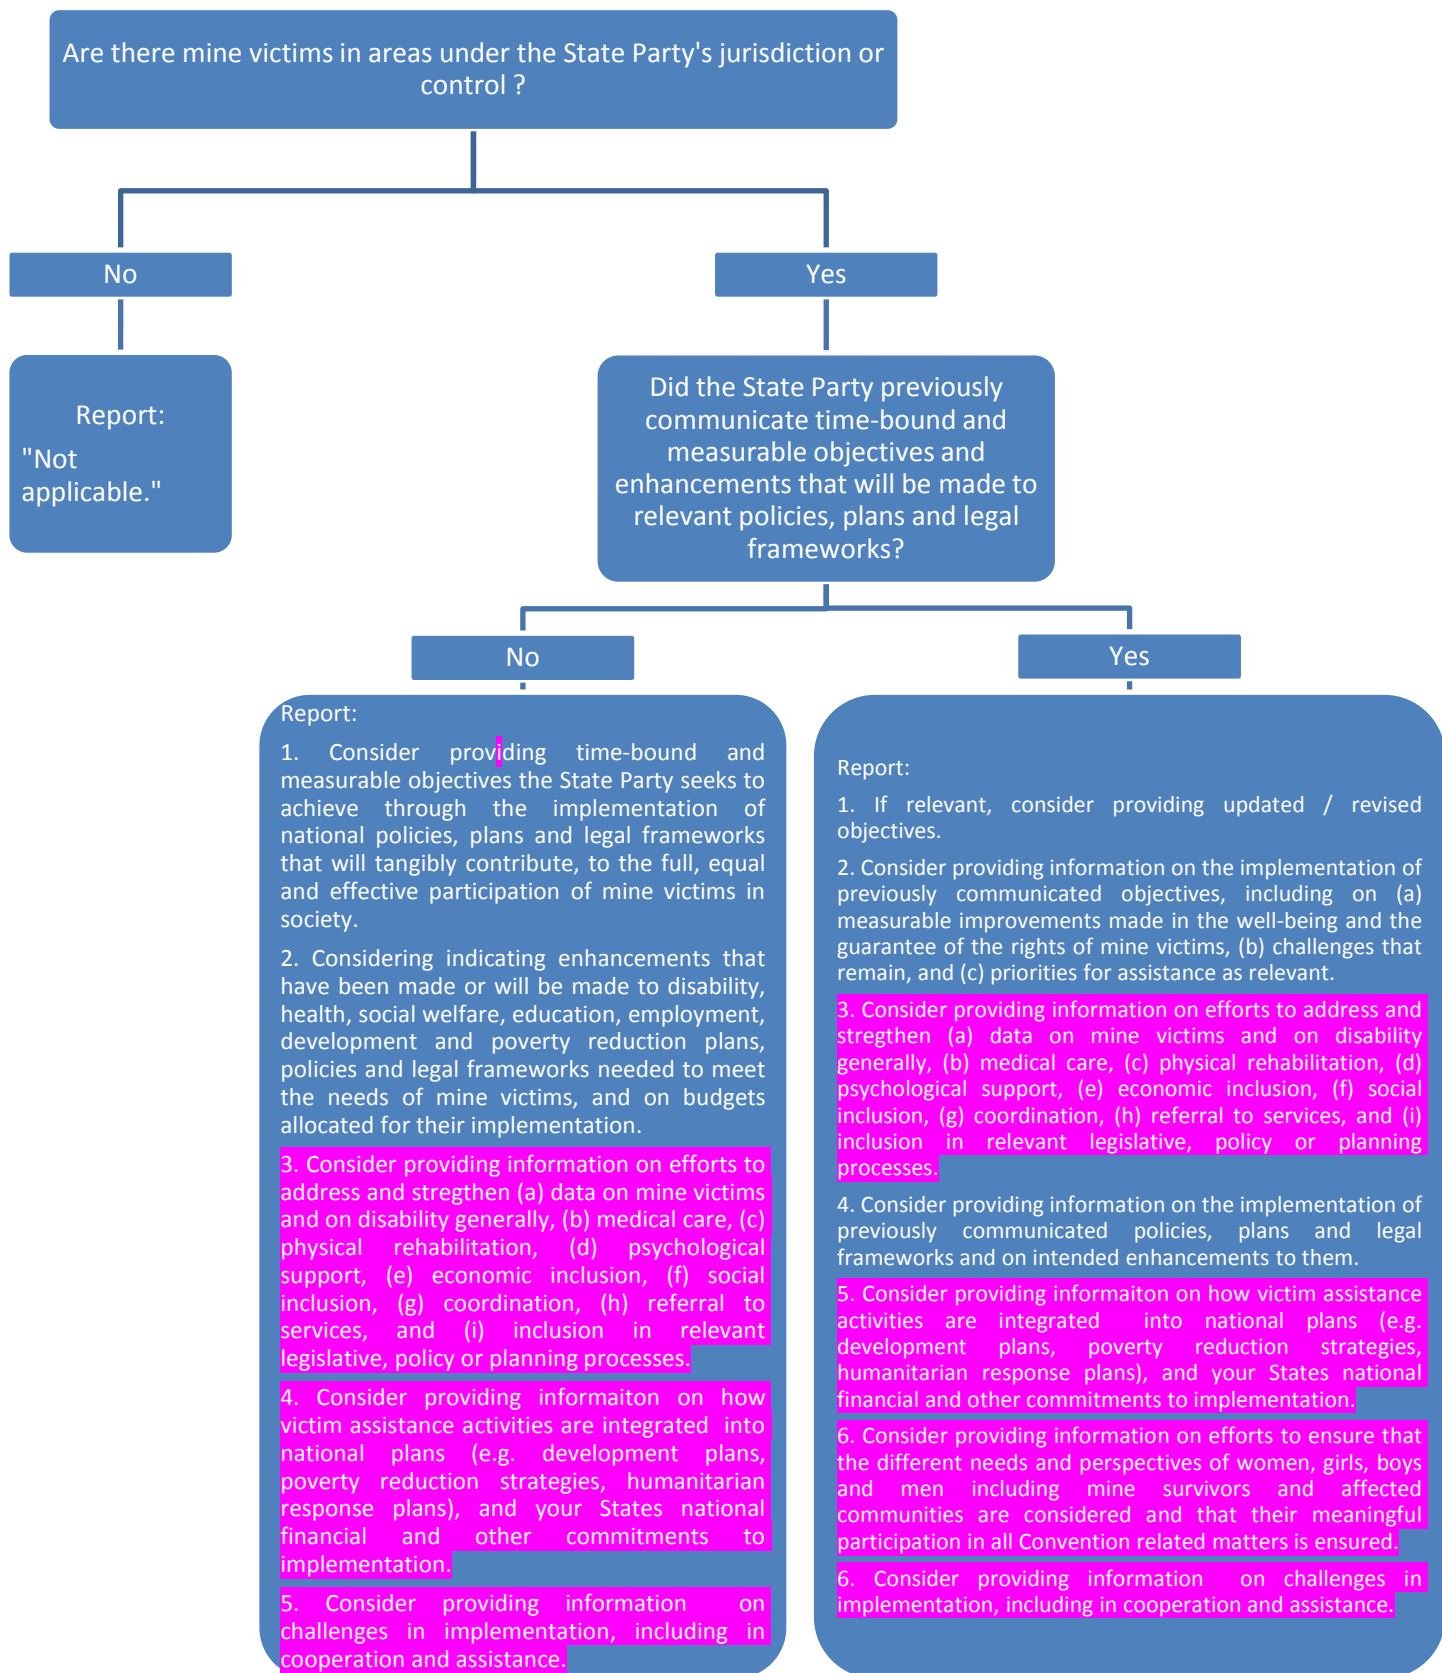 Are there mine victims in areas under the State Party's jurisdiction or
control ?
No
Yes
Report:
"Not
applicable."
Did the State Party previously
communicate time-bound and
measurable objectives and
enhancements that will be made to
relevant policies, plans and legal
frameworks?
No
Yes
Report:
1. Consider providing time-bound and
measurable objectives the State Party seeks to
achieve through the implementation of
national policies, plans and legal frameworks
that will tangibly contribute, to the full, equal
and effective participation of mine victims in
society.
2. Considering indicating enhancements that
have been made or will be made to disability,
health, social welfare, education, employment,
development and poverty reduction plans,
policies and legal frameworks needed to meet
the needs of mine victims, and on budgets
allocated for their implementation.
3. Consider providing information on efforts to
address and stregthen (a) data on mine victims
and on disability generally, (b) medical care, (c)
physical rehabilitation, (d) psychological
support, (e) economic inclusion, (f) social
inclusion, (g) coordination, (h) referral to
services, and (i) inclusion in relevant
legislative, policy or planning processes.
4. Consider providing informaiton on how
victim assistance activities are integrated into
national plans (e.g. development plans,
poverty reduction strategies, humanitarian
response plans), and your States national
financial and other commitments to
implementation.
5. Consider providing information on
challenges in implementation, including in
cooperation and assistance.
Report:
1. If relevant, consider providing updated / revised
objectives.
2. Consider providing information on the implementation of
previously communicated objectives, including on (a)
measurable improvements made in the well-being and the
guarantee of the rights of mine victims, (b) challenges that
remain, and (c) priorities for assistance as relevant.
3. Consider providing information on efforts to address and
stregthen (a) data on mine victims and on disability
generally, (b) medical care, (c) physical rehabilitation, (d)
psychological support, (e) economic inclusion, (f) social
inclusion, (g) coordination, (h) referral to services, and (i)
inclusion in relevant legislative, policy or planning
processes.
4. Consider providing information on the implementation of
previously communicated policies, plans and legal
frameworks and on intended enhancements to them.
5. Consider providing informaiton on how victim assistance
activities are integrated into national plans (e.g.
development plans, poverty reduction strategies,
humanitarian response plans), and your States national
financial and other commitments to implementation.
6. Consider providing information on efforts to ensure that
the different needs and perspectives of women, girls, boys
and men including mine survivors and affected
communities are considered and that their meaningful
participation in all Convention related matters is ensured.
6. Consider providing information on challenges in
implementation, including in cooperation and assistance.